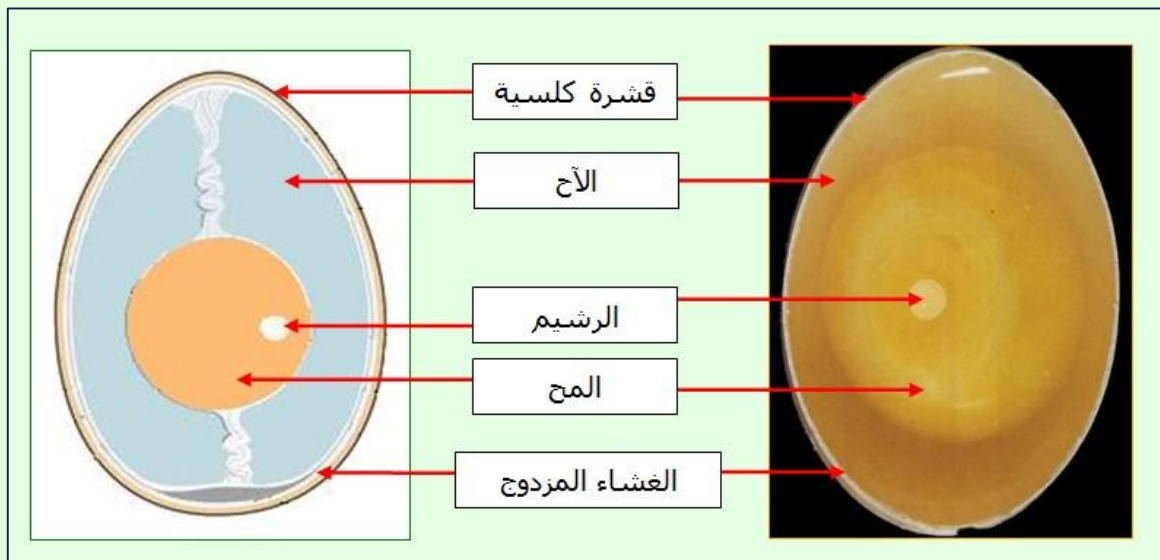 قشرة كلسية
الآح
الرشيم
المح
الغشاء المزدوج